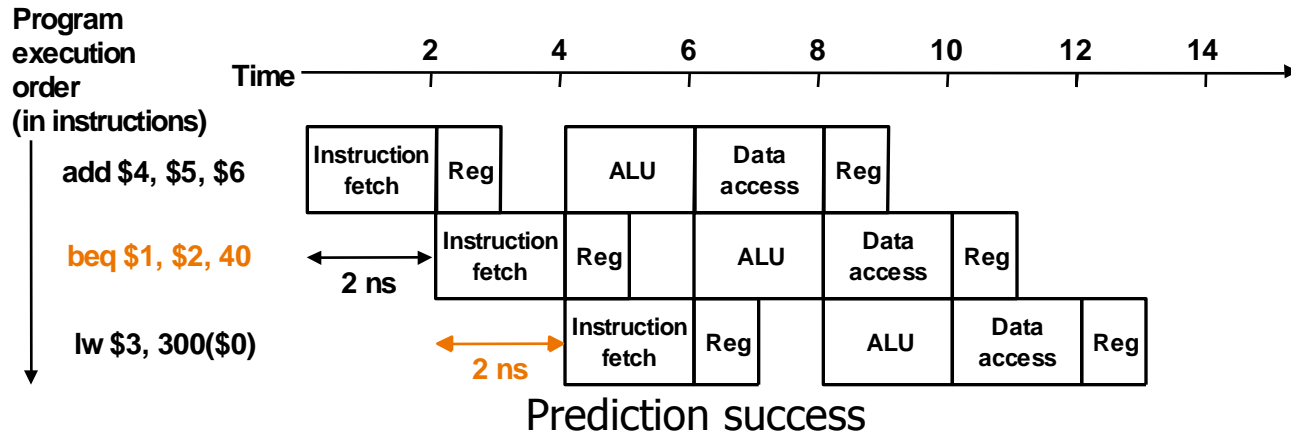 Program
execution
order
(in instructions)
Time
2 4 6 8 10 12 14
add $4, $5, $6
Instruction
fetch
Reg
ALU
Data
access
Reg
beq $1, $2, 40
2 ns
Instruction
fetch
Reg
ALU
Data
access
Reg
lw $3, 300($0)
2 ns
Instruction
fetch
Reg
ALU
Data
access
Reg
Prediction success